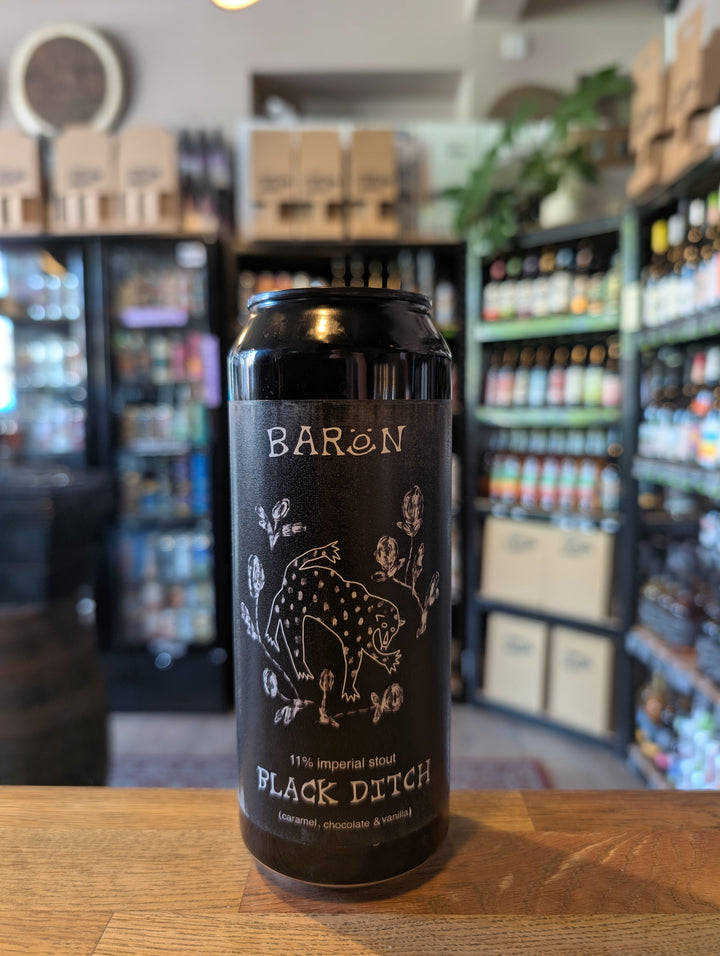 BARÖN
11% imperial stout
BLACK DITCH
(caramel, chocolate & vanilla)